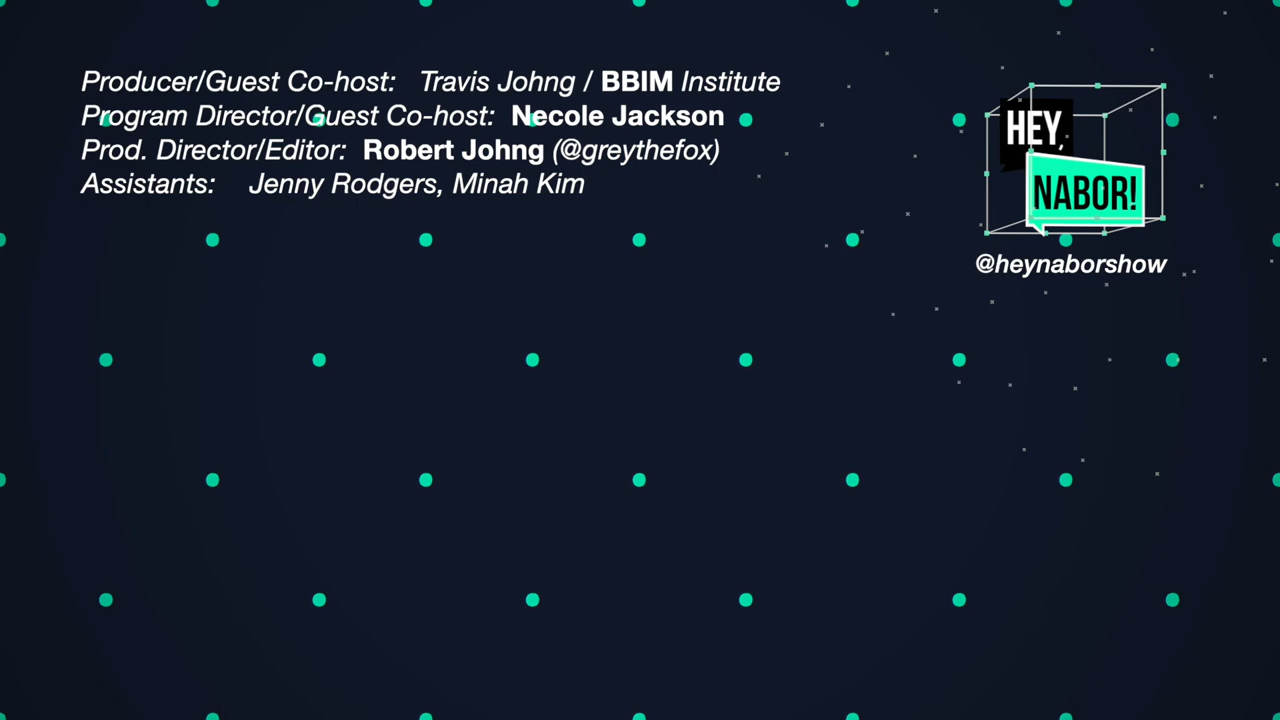 Producer/Guest Co-host: Travis Johng / BBIM Institute
Program Director/Guest Co-host: Necole Jackson
Prod. Director/Editor: Robert Johng (@greythefox)
Assistants: Jenny Rodgers, Minah Kim
HEY,
NABOR!
@heynaborshow